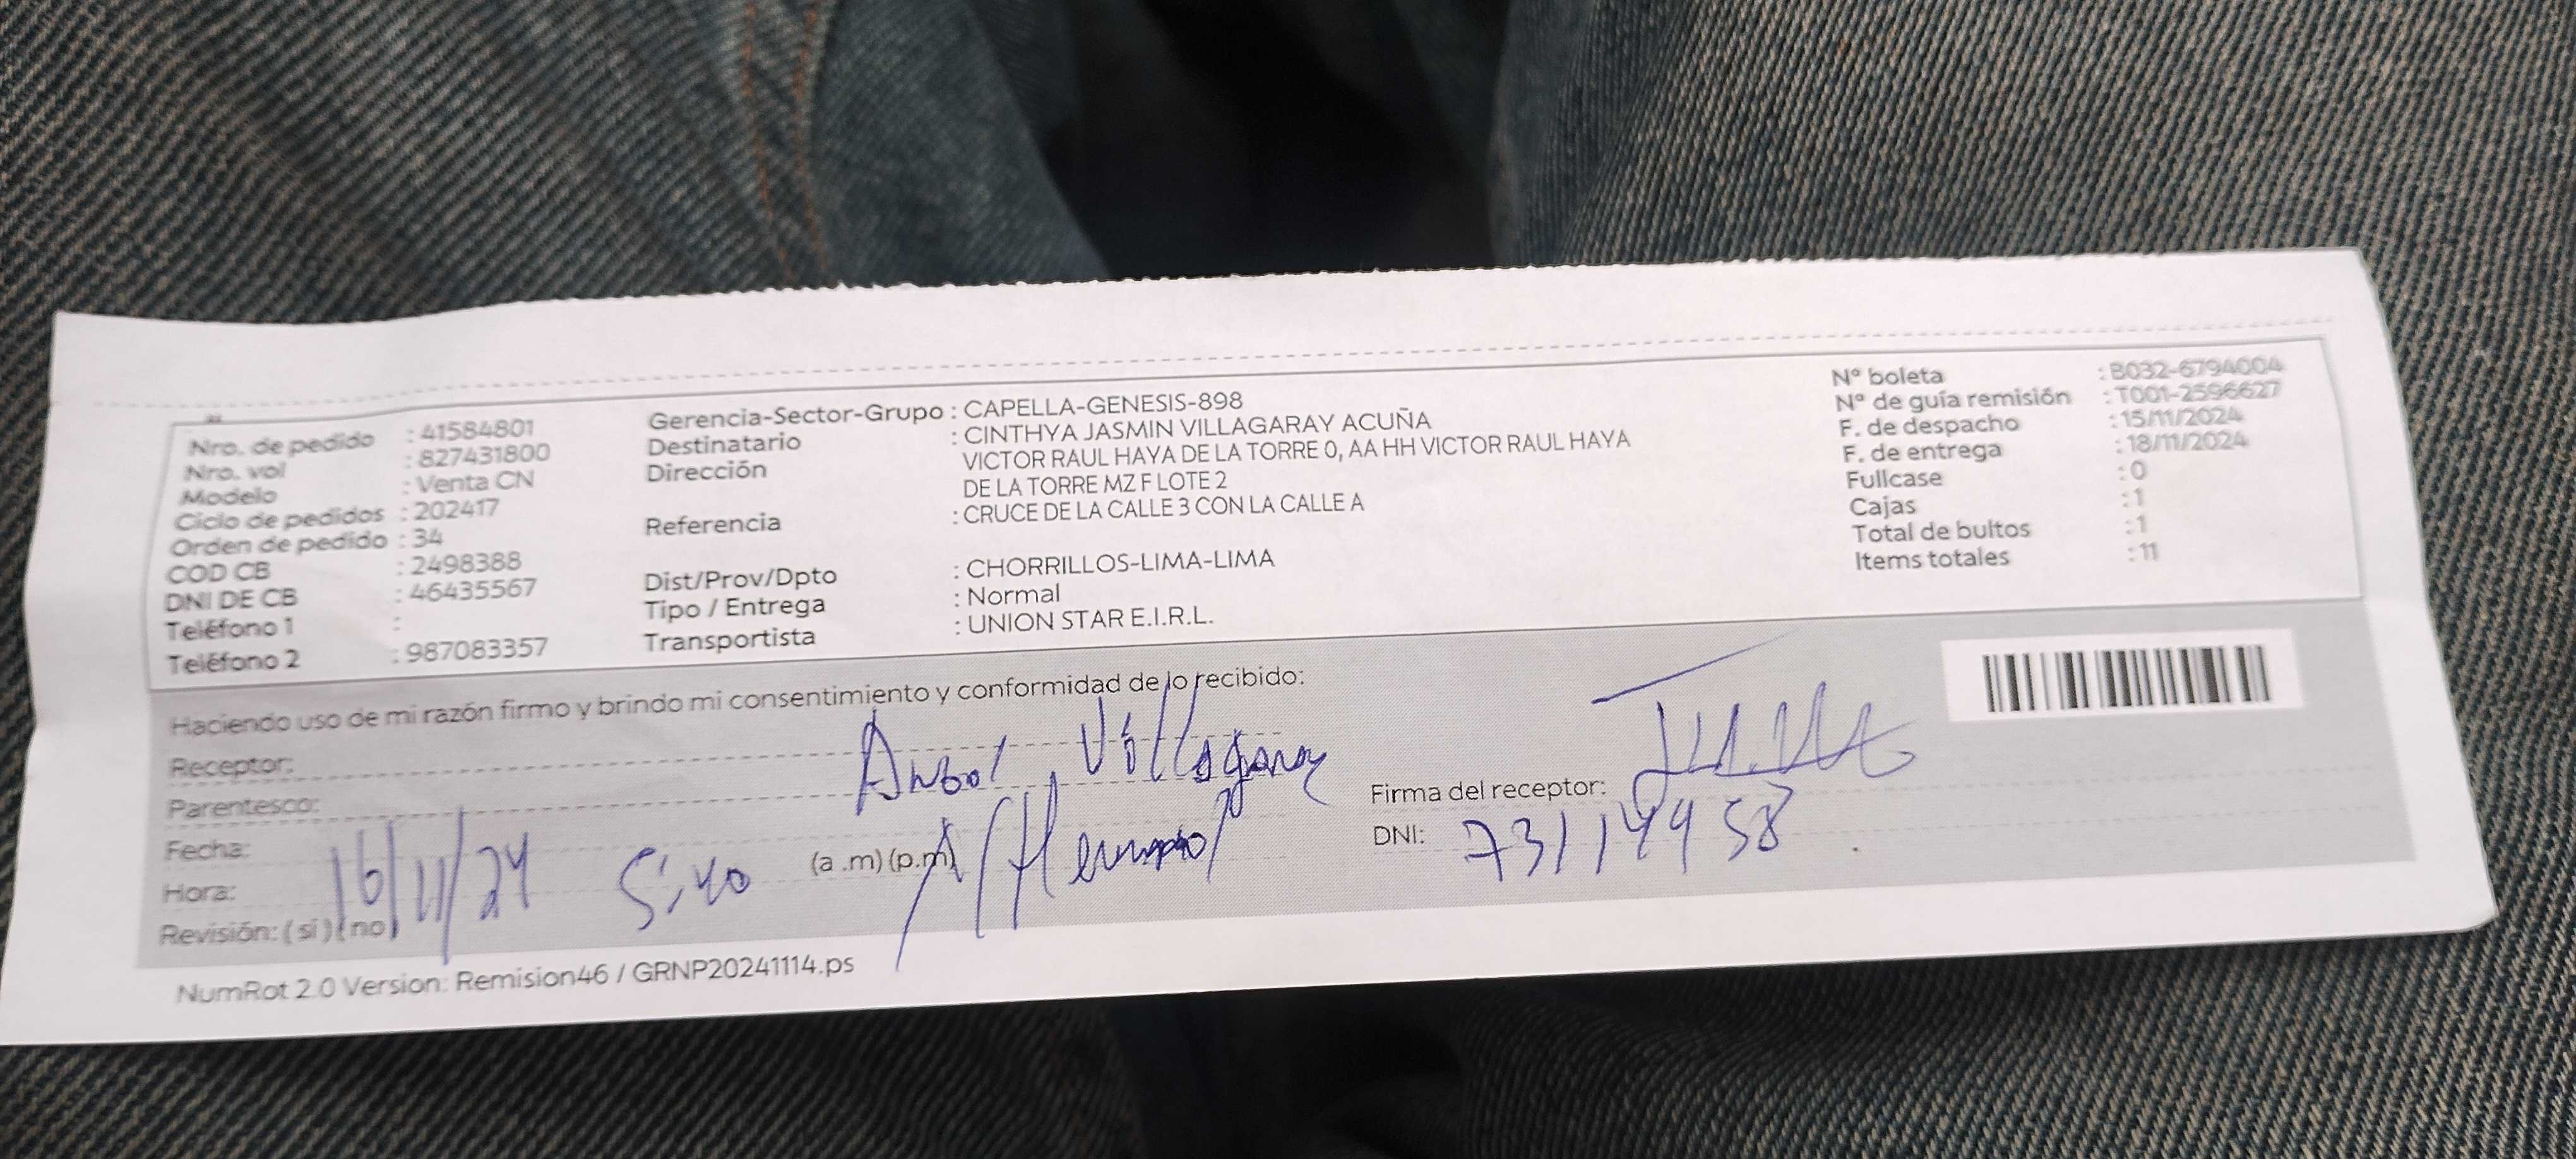 Nro. de pedido : 41584801
Nro. vol : 827431800
Modelo : Venta CN
Ciclo de pedidos : 202417
Orden de pedido : 34
COD CB : 2498388
DNI DE CB : 46435567
Teléfono 1 :
Teléfono 2 : 987083357
Gerencia-Sector-Grupo : CAPELLA-GENESIS-898
Destinatario : CINTHYA JASMIN VILLAGARAY ACUÑA
Dirección VICTOR RAUL HAYA DE LA TORRE 0, AA HH VICTOR RAUL HAYA
DE LA TORRE MZ F LOTE 2
Referencia : CRUCE DE LA CALLE 3 CON LA CALLE A
Dist/Prov/Dpto : CHORRILLOS-LIMA-LIMA
Tipo / Entrega : Normal
Transportista : UNION STAR E.I.R.L.
Nº boleta : B032-6794004
Nº de guía remisión : T001-2596627
F. de despacho : 15/11/2024
F. de entrega : 18/11/2024
Fullcase : 0
Cajas : 1
Total de bultos : 1
Items totales : 11
Haciendo uso de mi razón firmo y brindo mi consentimiento y conformidad de lo recibido:
Receptor: Villagaray
Parentesco: Hermano
Fecha: 16/11/24
Hora: 5:40 (a .m) (p.m)
Revisión: ( si ) ( no )
Firma del receptor:
DNI: 73114958
NumRot 2.0 Version: Remision46 / GRNP20241114.ps